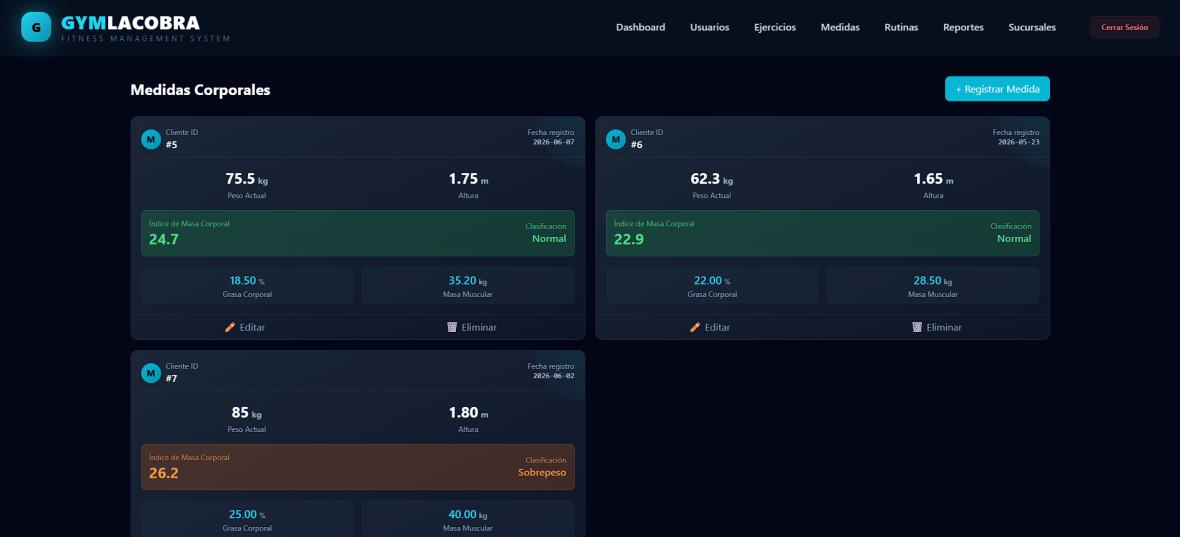 G
GYMLACOBRA
FITNESS MANAGEMENT SYSTEM
Dashboard Usuarios Ejercicios Medidas Rutinas Reportes Sucursales Cerrar Sesión
Medidas Corporales
+ Registrar Medida
M
Cliente ID
#5
Fecha registro
2026-06-07
75.5 kg
Peso Actual
1.75 m
Altura
Índice de Masa Corporal
24.7
Clasificación
Normal
18.50 %
Grasa Corporal
35.20 kg
Masa Muscular
Editar
Eliminar
M
Cliente ID
#6
Fecha registro
2026-05-23
62.3 kg
Peso Actual
1.65 m
Altura
Índice de Masa Corporal
22.9
Clasificación
Normal
22.00 %
Grasa Corporal
28.50 kg
Masa Muscular
Editar
Eliminar
M
Cliente ID
#7
Fecha registro
2026-06-02
85 kg
Peso Actual
1.80 m
Altura
Índice de Masa Corporal
26.2
Clasificación
Sobrepeso
25.00 %
Grasa Corporal
40.00 kg
Masa Muscular